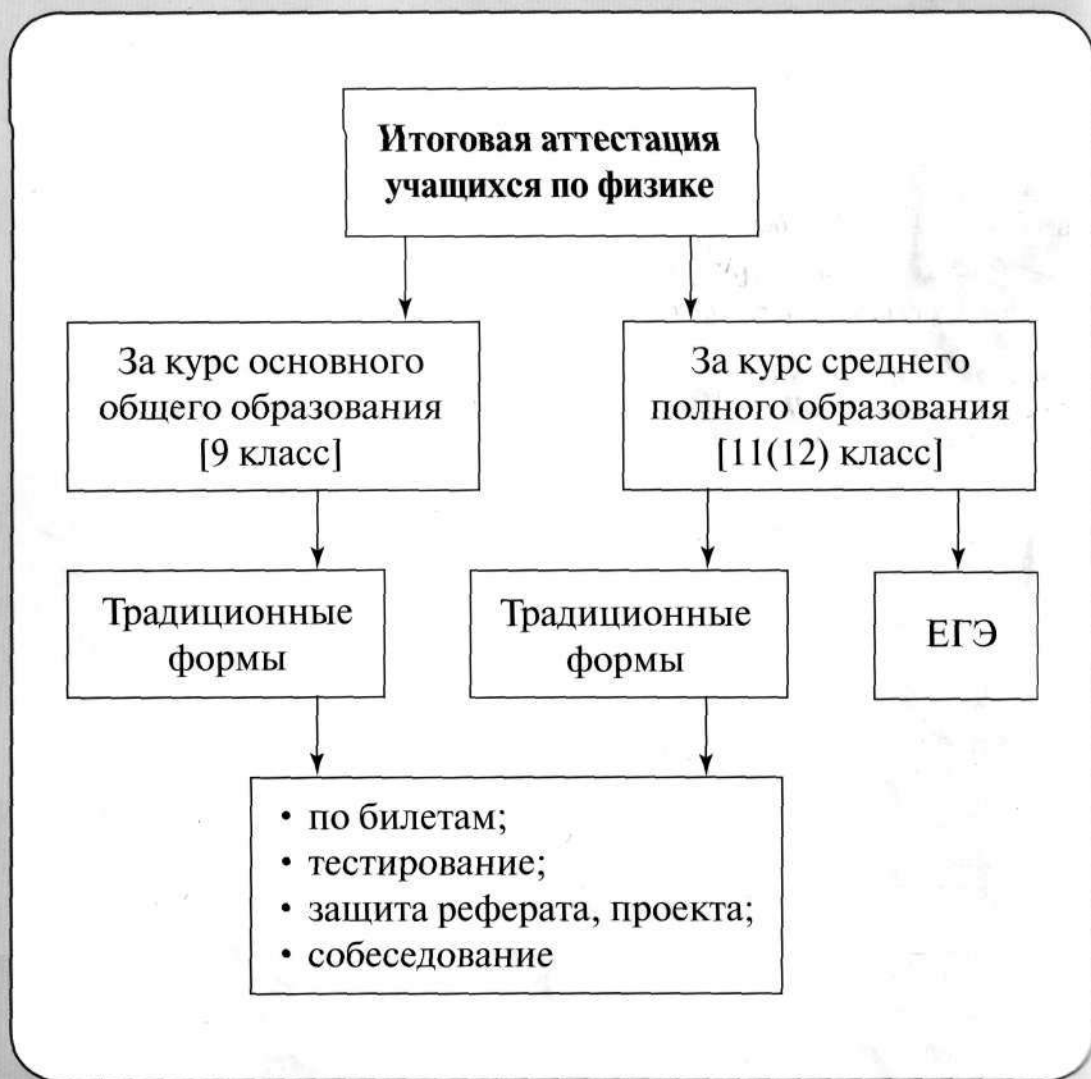 Итоговая аттестация
учащихся по физике
За курс основного
общего образования
[9 класс]
За курс среднего
полного образования
[11(12) класс]
Традиционные
формы
Традиционные
формы
ЕГЭ
• по билетам;
• тестирование;
• защита реферата, проекта;
• собеседование